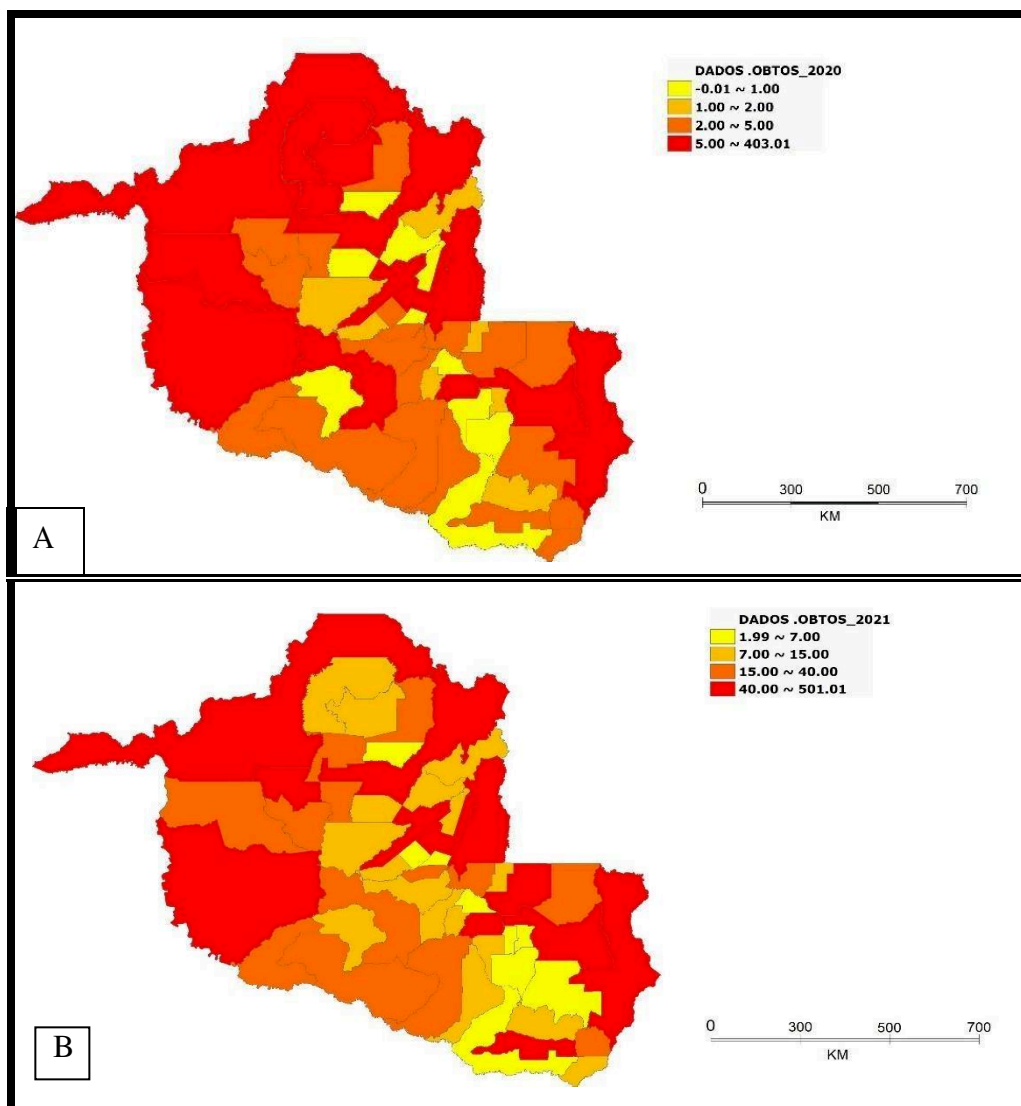 DADOS .OBTOS_2020
-0.01 ~ 1.00
1.00 ~ 2.00
2.00 ~ 5.00
5.00 ~ 403.01
0 300 500 700
KM
A
DADOS .OBTOS_2021
1.99 ~ 7.00
7.00 ~ 15.00
15.00 ~ 40.00
40.00 ~ 501.01
0 300 500 700
KM
B